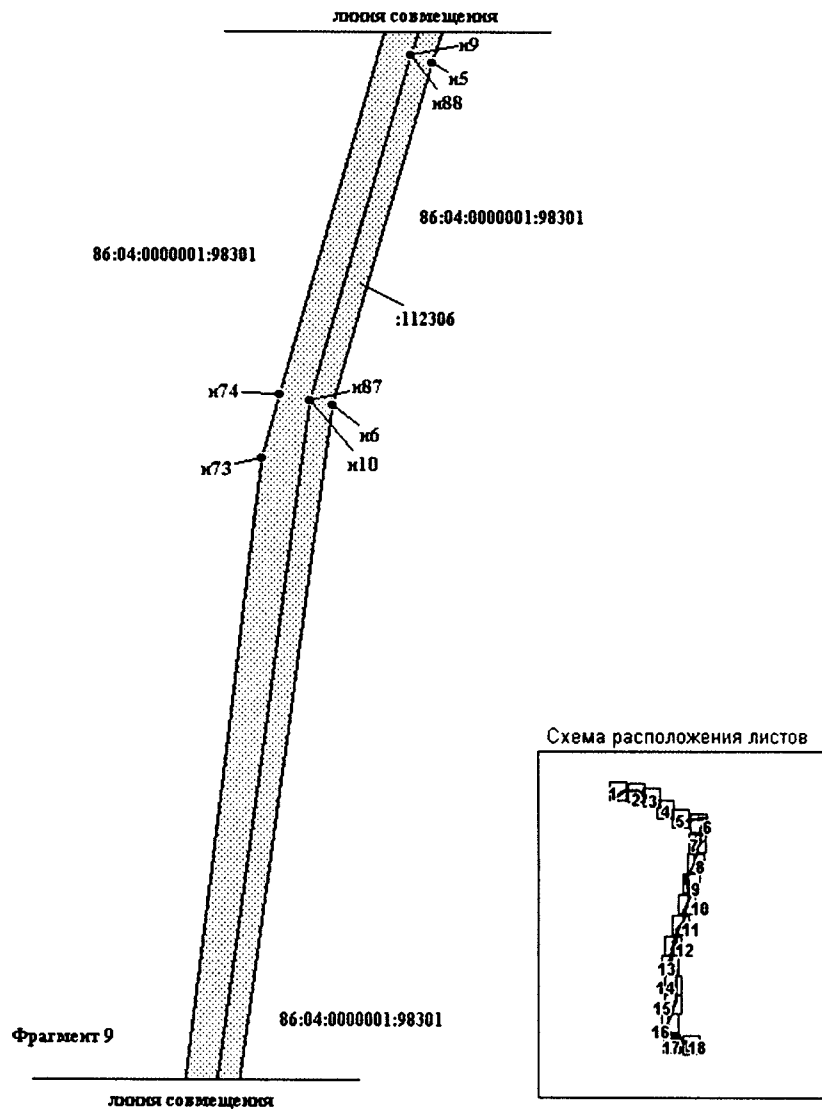 линия совмещения
н9
н5
н88
86:04:0000001:98301
86:04:0000001:98301
:112306
н74
н87
н6
н73
н10
Схема расположения листов
1
2
3
4
5
6
7
8
9
10
11
12
13
14
15
16
17
18
86:04:0000001:98301
Фрагмент 9
линия совмещения